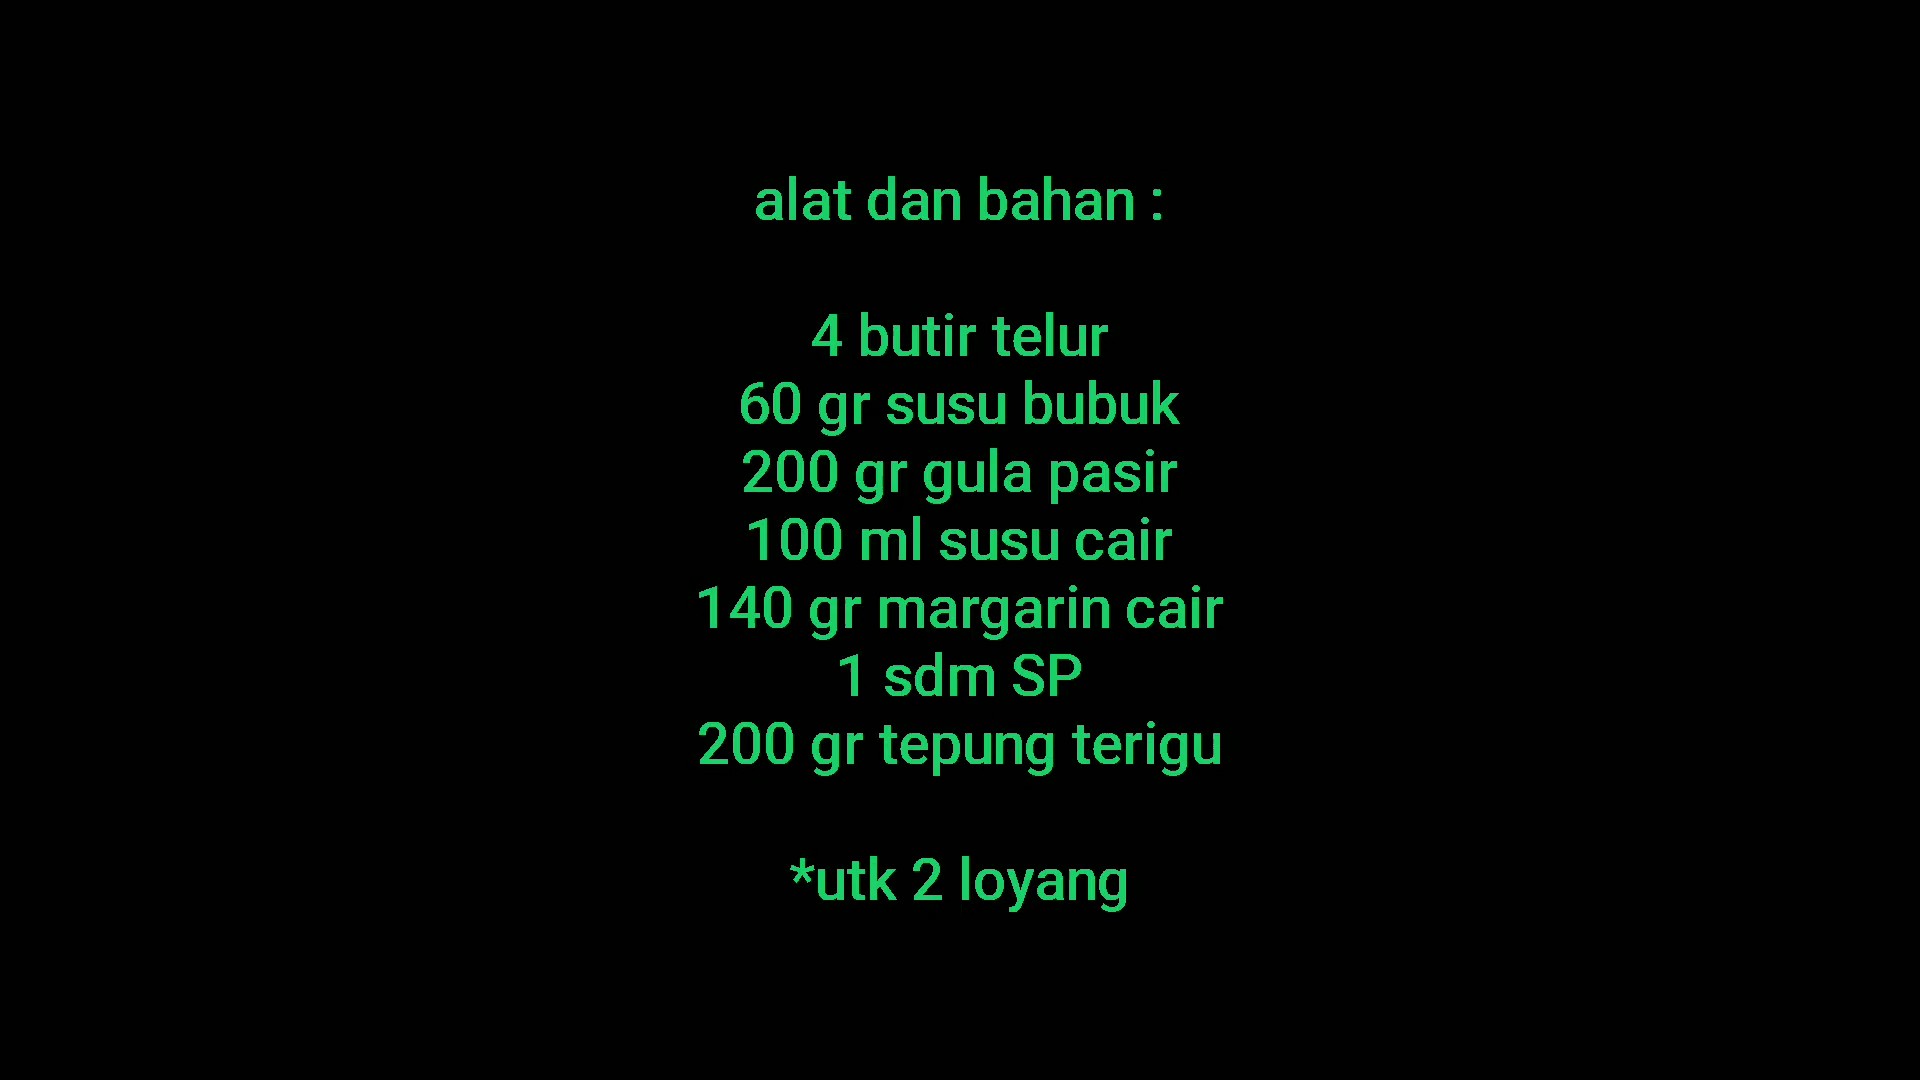 alat dan bahan :
4 butir telur
60 gr susu bubuk
200 gr gula pasir
100 ml susu cair
140 gr margarin cair
1 sdm SP
200 gr tepung terigu
*utk 2 loyang